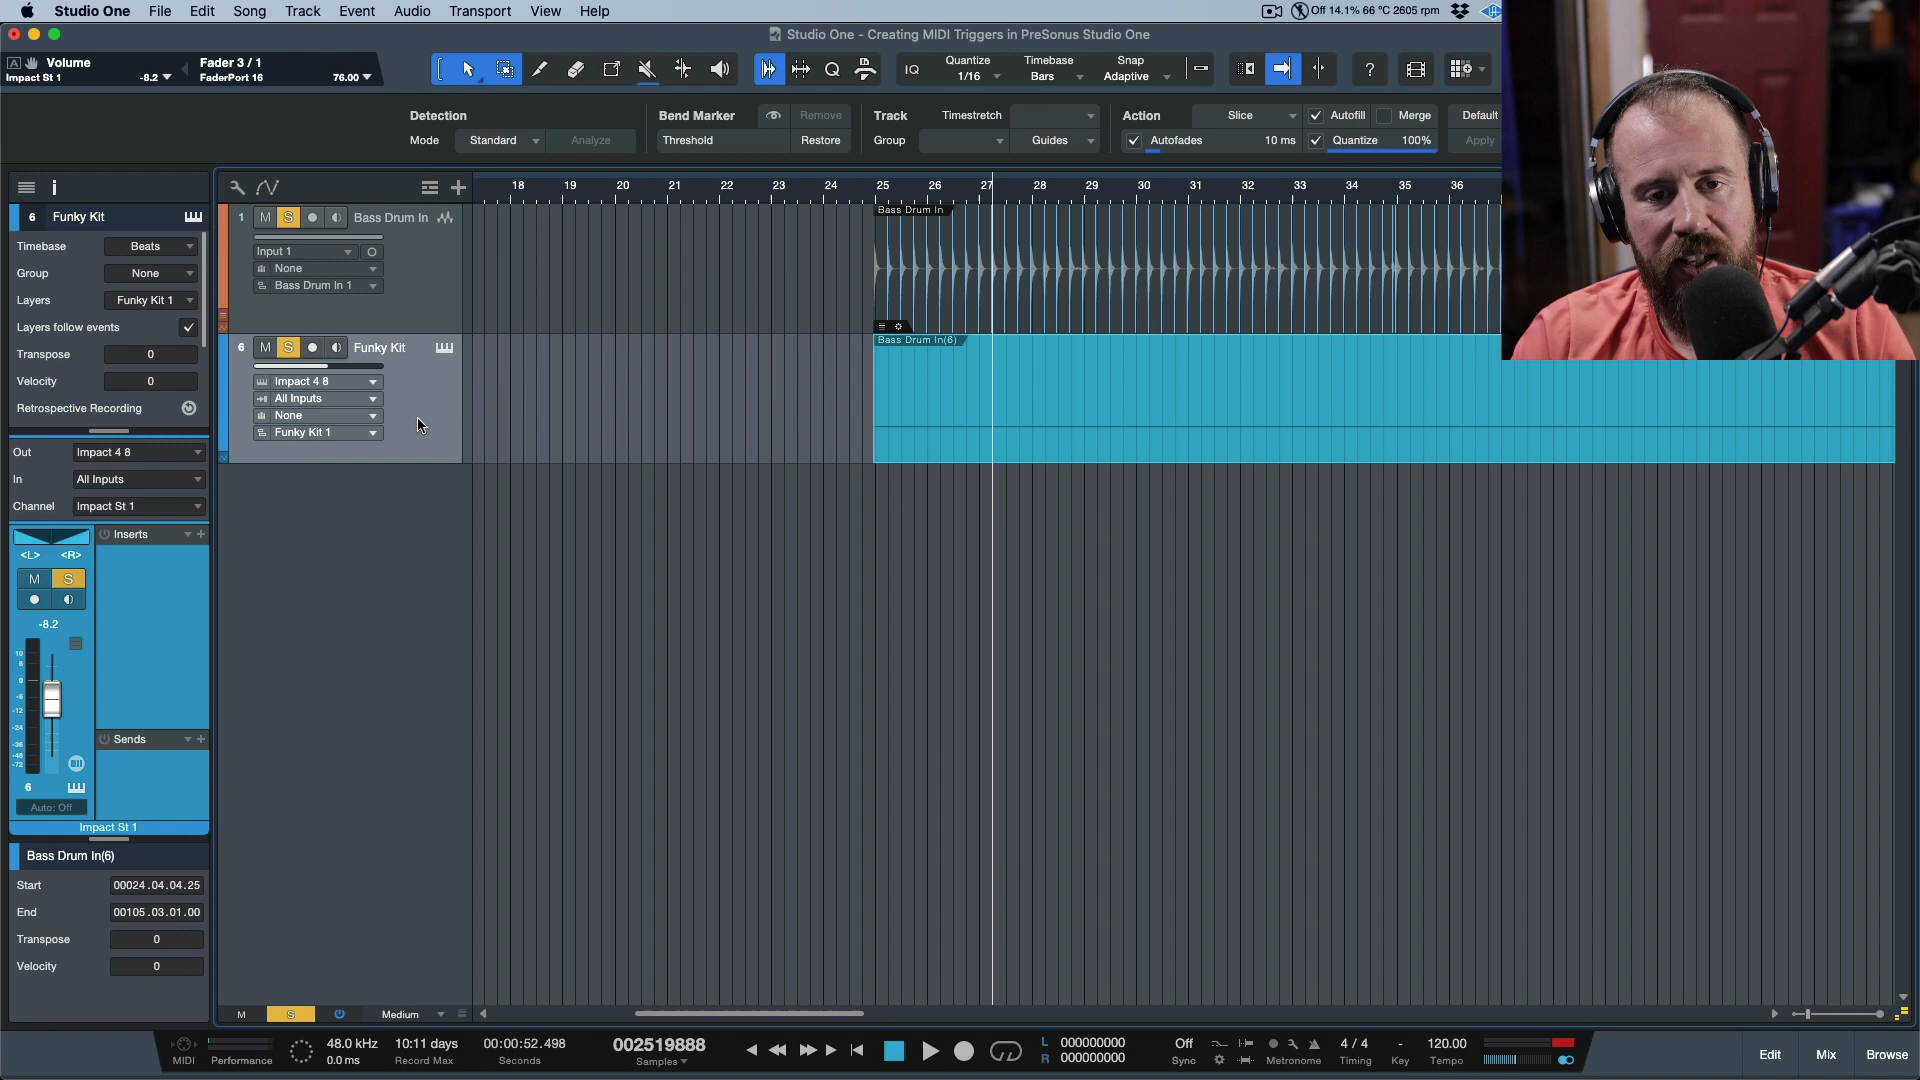 Studio One File Edit Song Track Event Audio Transport View Help
Off 14.1% 66 °C 2605 rpm
Studio One - Creating MIDI Triggers in PreSonus Studio One
A Volume Fader 3 / 1
Impact St 1 -8.2 FaderPort 16 76.00
IQ Quantize 1/16 Timebase Bars Snap Adaptive ?
Detection Bend Marker Remove Track Timestretch Action Slice Autofill Merge Default
Mode Standard Analyze Threshold Restore Group Guides Autofades 10 ms Quantize 100% Apply
i
18 19 20 21 22 23 24 25 26 27 28 29 30 31 32 33 34 35 36
6 Funky Kit
Timebase Beats
Group None
Layers Funky Kit 1
Layers follow events
Transpose 0
Velocity 0
Retrospective Recording
1 M S Bass Drum In
Input 1
None
Bass Drum In 1
Bass Drum In
6 M S Funky Kit
Impact 4 8
All Inputs
None
Funky Kit 1
Bass Drum In(6)
Out Impact 4 8
In All Inputs
Channel Impact St 1
Inserts
<L> <R>
M S
-8.2
10
6
0
-6
-12
-24
-36
-48
-72
Sends
6
Auto: Off
Impact St 1
Bass Drum In(6)
Start 00024.04.04.25
End 00105.03.01.00
Transpose 0
Velocity 0
M S Medium
MIDI Performance
48.0 kHz
0.0 ms
10:11 days
Record Max
00:00:52.498
Seconds
002519888
Samples
L 000000000
R 000000000
Off
Sync
Metronome
4 / 4
Timing
-
Key
120.00
Tempo
Edit Mix Browse